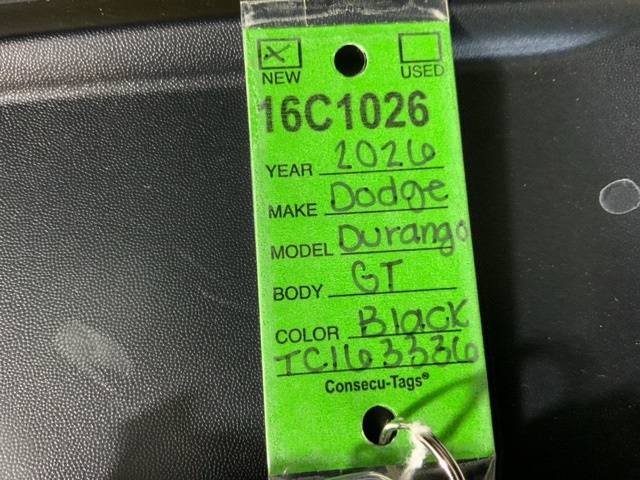 NEW USED
16C1026
YEAR 2026
MAKE Dodge
MODEL Durango
BODY GT
COLOR Black
TC163336
Consecu-Tags®